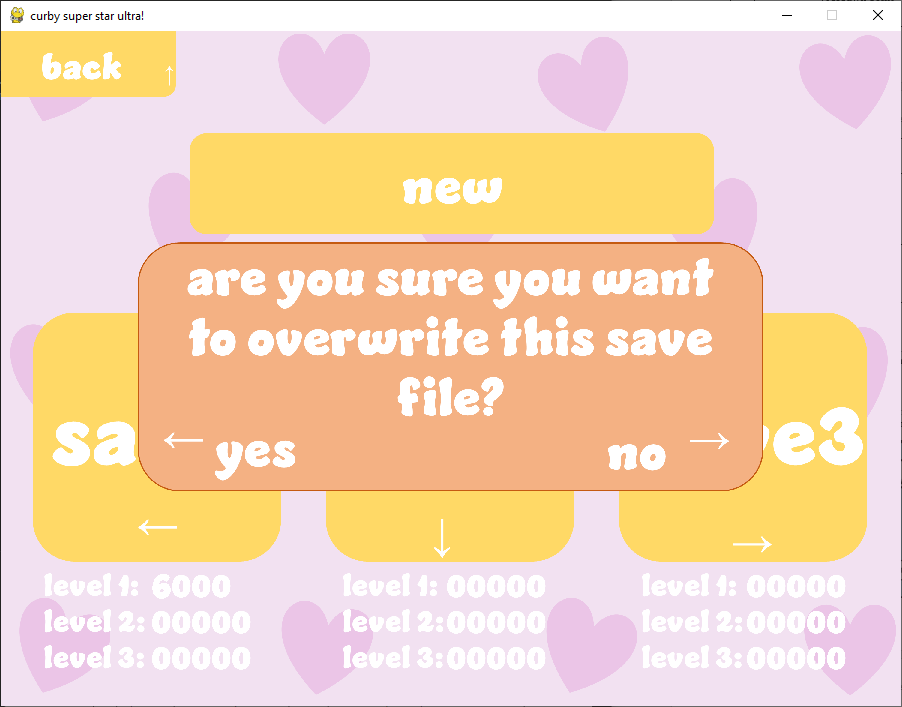 curby super star ultra!
back ↑
new
are you sure you want
to overwrite this save
file?
← yes no →
sa ve3
← ↓ →
level 1: 6000 level 1: 00000 level 1: 00000
level 2: 00000 level 2: 00000 level 2: 00000
level 3: 00000 level 3: 00000 level 3: 00000